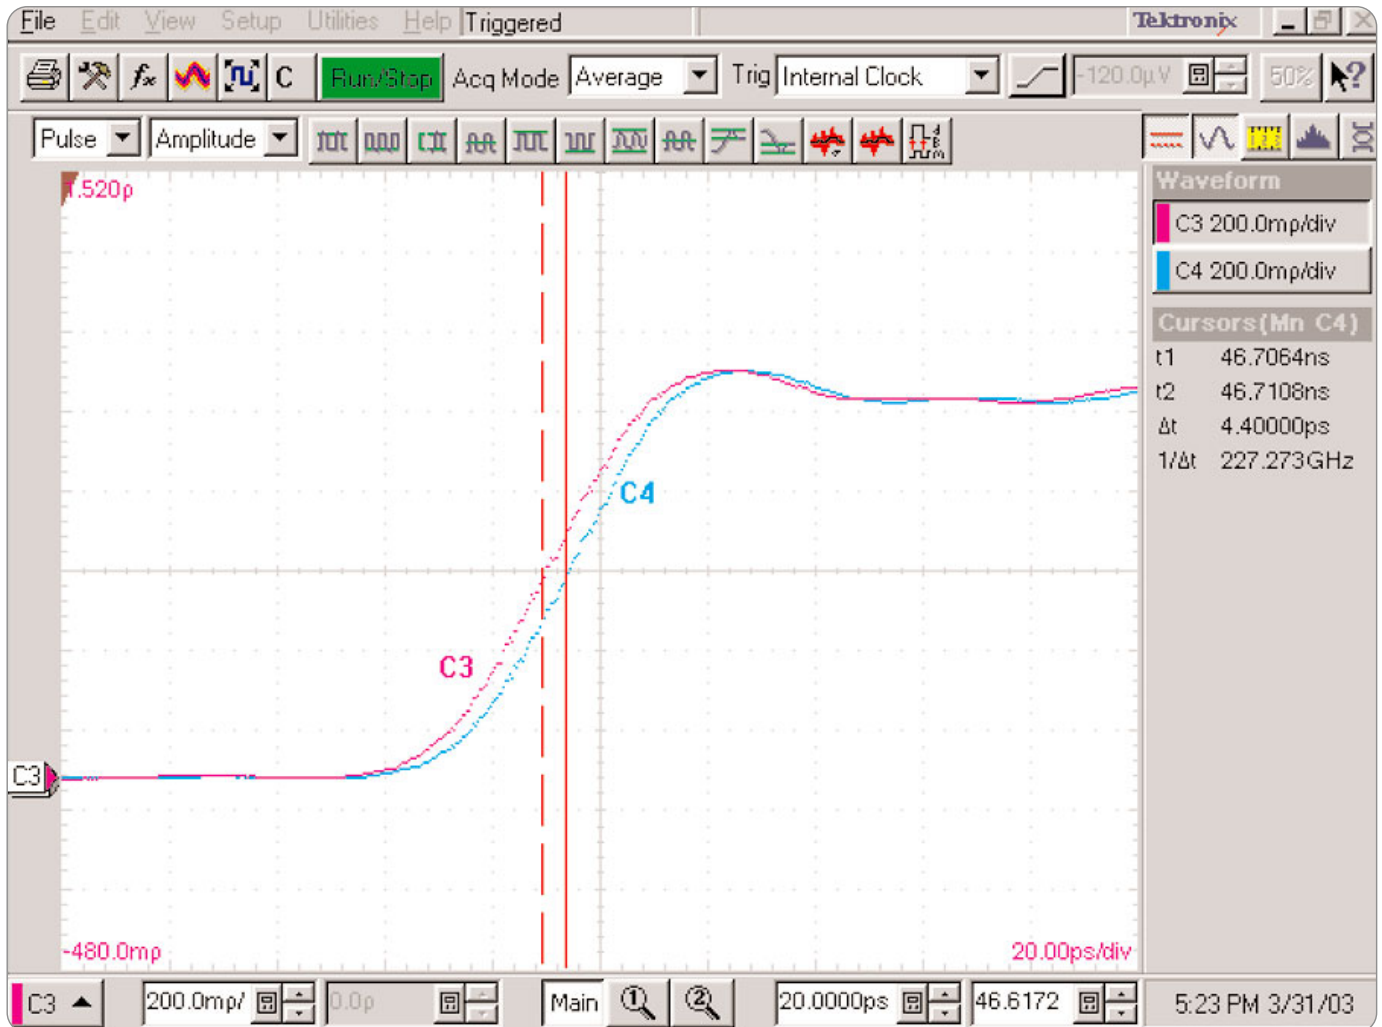 File Edit View Setup Utilities Help Triggered Tektronix
fx C Run/Stop Acq Mode Average Trig Internal Clock -120.0µV 50% ?
Pulse Amplitude
1.520ρ
Waveform
C3 200.0mρ/div
C4 200.0mρ/div
Cursors(Mn C4)
t1 46.7064ns
t2 46.7108ns
Δt 4.40000ps
1/Δt 227.273GHz
C4
C3
C3
-480.0mρ 20.00ps/div
C3 200.0mρ/ 0.0ρ Main 1 2 20.0000ps 46.6172 5:23 PM 3/31/03